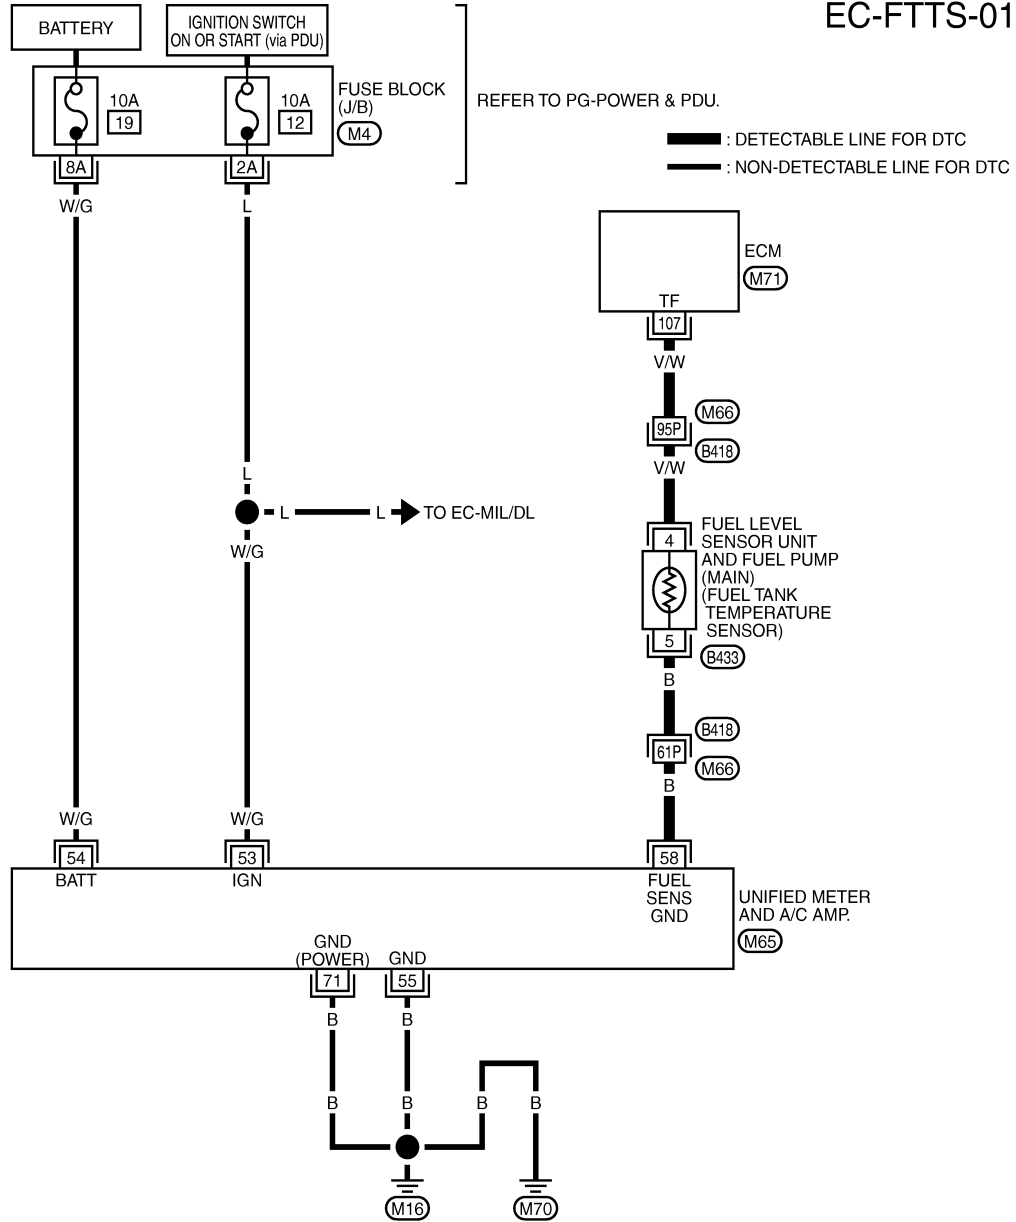 EC-FTTS-01
BATTERY
IGNITION SWITCH
ON OR START (via PDU)
10A
19
10A
12
FUSE BLOCK
(J/B)
M4
REFER TO PG-POWER & PDU.
: DETECTABLE LINE FOR DTC
: NON-DETECTABLE LINE FOR DTC
8A
2A
W/G
L
ECM
M71
TF
107
V/W
M66
95P
B418
V/W
L
L
L
TO EC-MIL/DL
W/G
4
FUEL LEVEL
SENSOR UNIT
AND FUEL PUMP
(MAIN)
(FUEL TANK
TEMPERATURE
SENSOR)
5
B433
B
B418
61P
M66
B
W/G
W/G
54
53
58
BATT
IGN
FUEL
SENS
GND
UNIFIED METER
AND A/C AMP.
M65
GND
(POWER)
GND
71
55
B
B
B
B
B
B
M16
M70